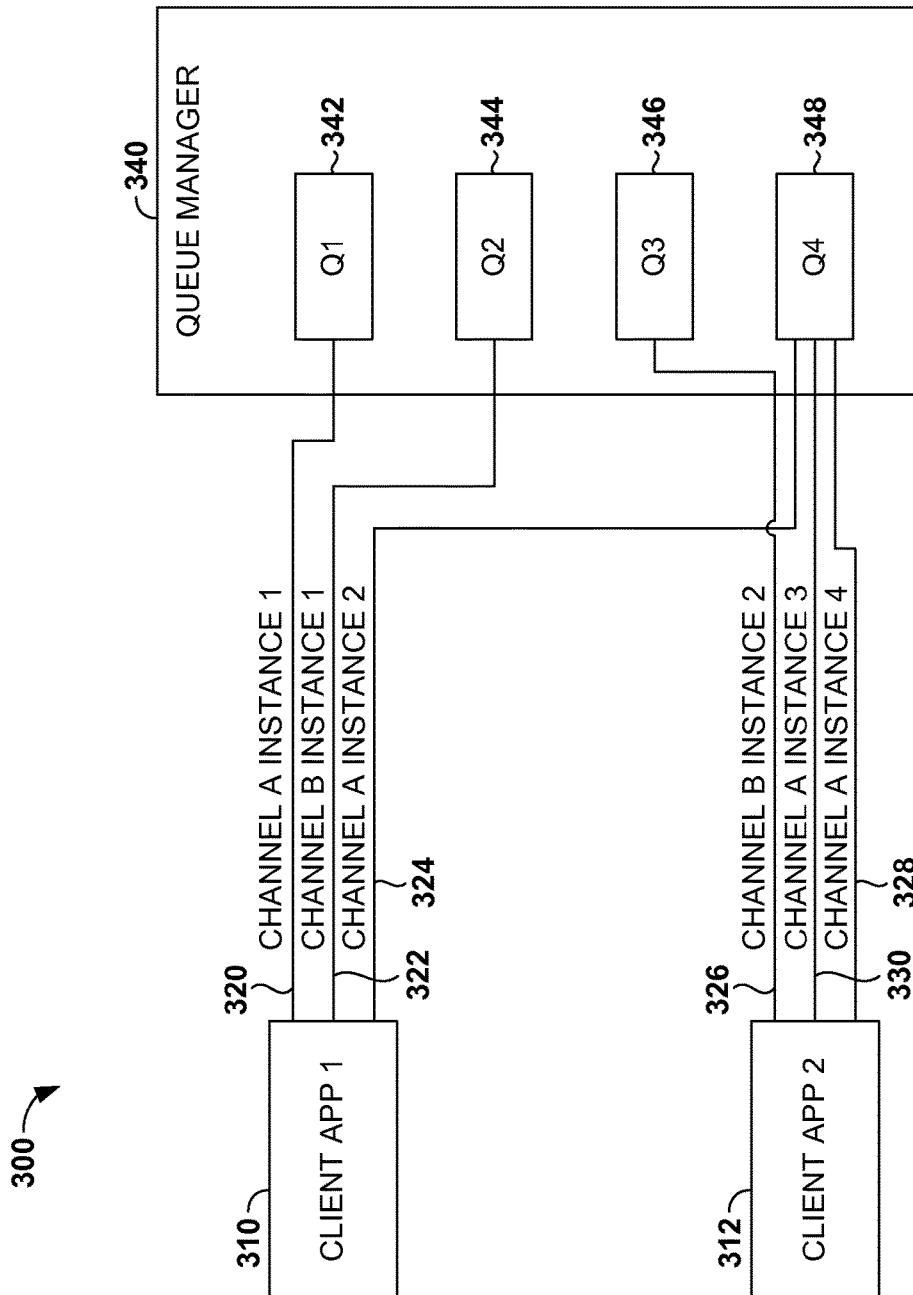 300
310
CLIENT APP 1
320
322
324
CHANNEL A INSTANCE 1
CHANNEL B INSTANCE 1
CHANNEL A INSTANCE 2
340
QUEUE MANAGER
Q1
342
Q2
344
Q3
346
Q4
348
312
CLIENT APP 2
326
330
328
CHANNEL B INSTANCE 2
CHANNEL A INSTANCE 3
CHANNEL A INSTANCE 4